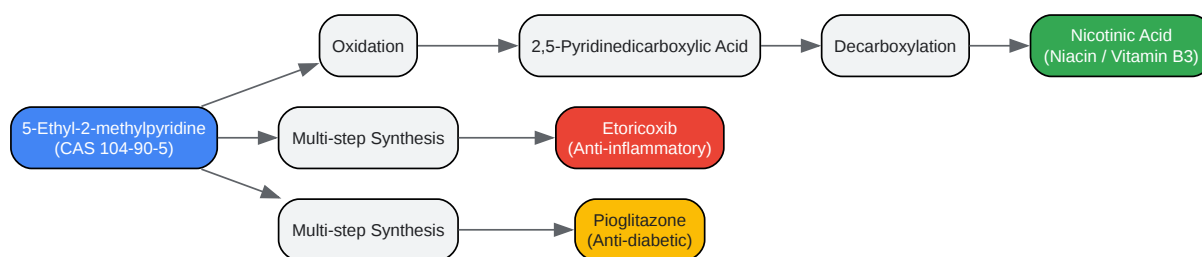 Oxidation
2,5-Pyridinedicarboxylic Acid
Decarboxylation
Nicotinic Acid
(Niacin / Vitamin B3)
5-Ethyl-2-methylpyridine
(CAS 104-90-5)
Multi-step Synthesis
Etoricoxib
(Anti-inflammatory)
Multi-step Synthesis
Pioglitazone
(Anti-diabetic)